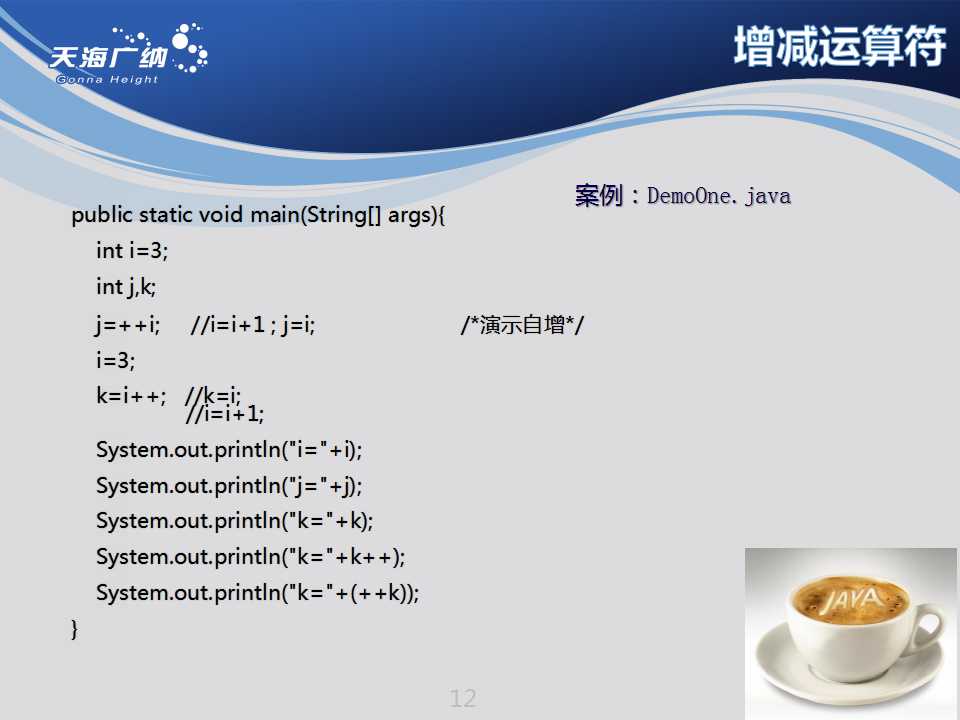 天海广纳
Gonna Height
增减运算符
案例：DemoOne.java
public static void main(String[] args){
int i=3;
int j,k;
j=++i; //i=i+1 ; j=i; /*演示自增*/
i=3;
k=i++; //k=i;
//i=i+1;
System.out.println("i="+i);
System.out.println("j="+j);
System.out.println("k="+k);
System.out.println("k="+k++);
System.out.println("k="+(++k));
}
JAVA
12